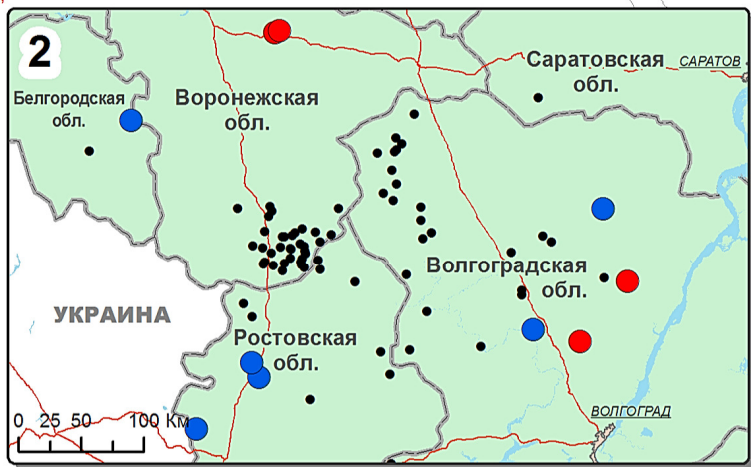 2
Саратовская
обл.
САРАТОВ
Белгородская
обл.
Воронежская
обл.
Волгоградская
обл.
УКРАИНА
Ростовская
обл.
ВОЛГОГРАД
0 25 50 100 Км